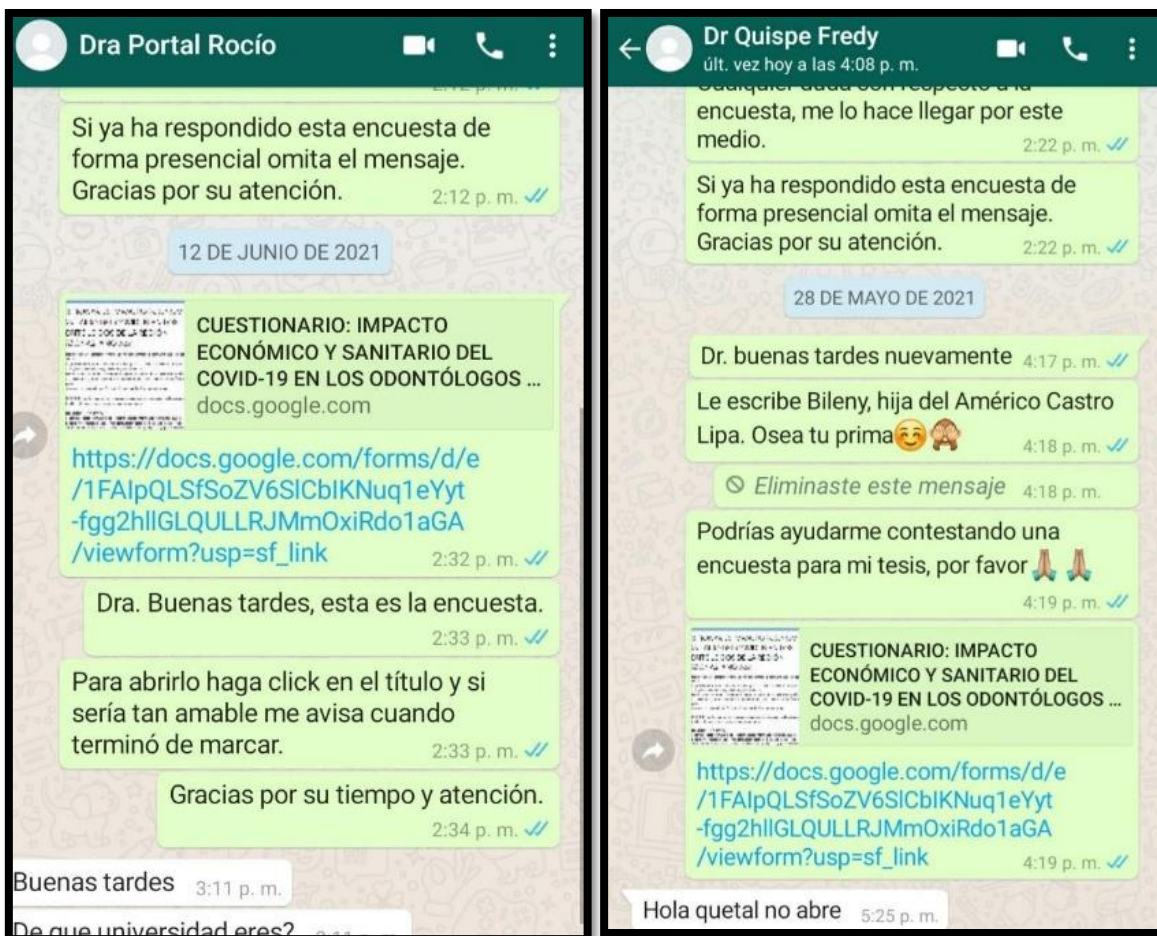 Dra Portal Rocío
Si ya ha respondido esta encuesta de
forma presencial omita el mensaje.
Gracias por su atención. 2:12 p. m.
12 DE JUNIO DE 2021
CUESTIONARIO: IMPACTO
ECONÓMICO Y SANITARIO DEL
COVID-19 EN LOS ODONTÓLOGOS ...
docs.google.com
https://docs.google.com/forms/d/e
/1FAIpQLSfSoZV6SlCbIKNuq1eYyt
-fgg2hllGLQULLRJMmOxiRdo1aGA
/viewform?usp=sf_link 2:32 p. m.
Dra. Buenas tardes, esta es la encuesta.
2:33 p. m.
Para abrirlo haga click en el título y si
sería tan amable me avisa cuando
terminó de marcar. 2:33 p. m.
Gracias por su tiempo y atención.
2:34 p. m.
Buenas tardes 3:11 p. m.
De que universidad eres?
Dr Quispe Fredy
últ. vez hoy a las 4:08 p. m.
Cualquier duda con respecto a la
encuesta, me lo hace llegar por este
medio. 2:22 p. m.
Si ya ha respondido esta encuesta de
forma presencial omita el mensaje.
Gracias por su atención. 2:22 p. m.
28 DE MAYO DE 2021
Dr. buenas tardes nuevamente 4:17 p. m.
Le escribe Bileny, hija del Américo Castro
Lipa. Osea tu prima☺️🙈 4:18 p. m.
Eliminaste este mensaje 4:18 p. m.
Podrías ayudarme contestando una
encuesta para mi tesis, por favor🙏🙏
4:19 p. m.
CUESTIONARIO: IMPACTO
ECONÓMICO Y SANITARIO DEL
COVID-19 EN LOS ODONTÓLOGOS ...
docs.google.com
https://docs.google.com/forms/d/e
/1FAIpQLSfSoZV6SlCbIKNuq1eYyt
-fgg2hllGLQULLRJMmOxiRdo1aGA
/viewform?usp=sf_link 4:19 p. m.
Hola quetal no abre 5:25 p. m.